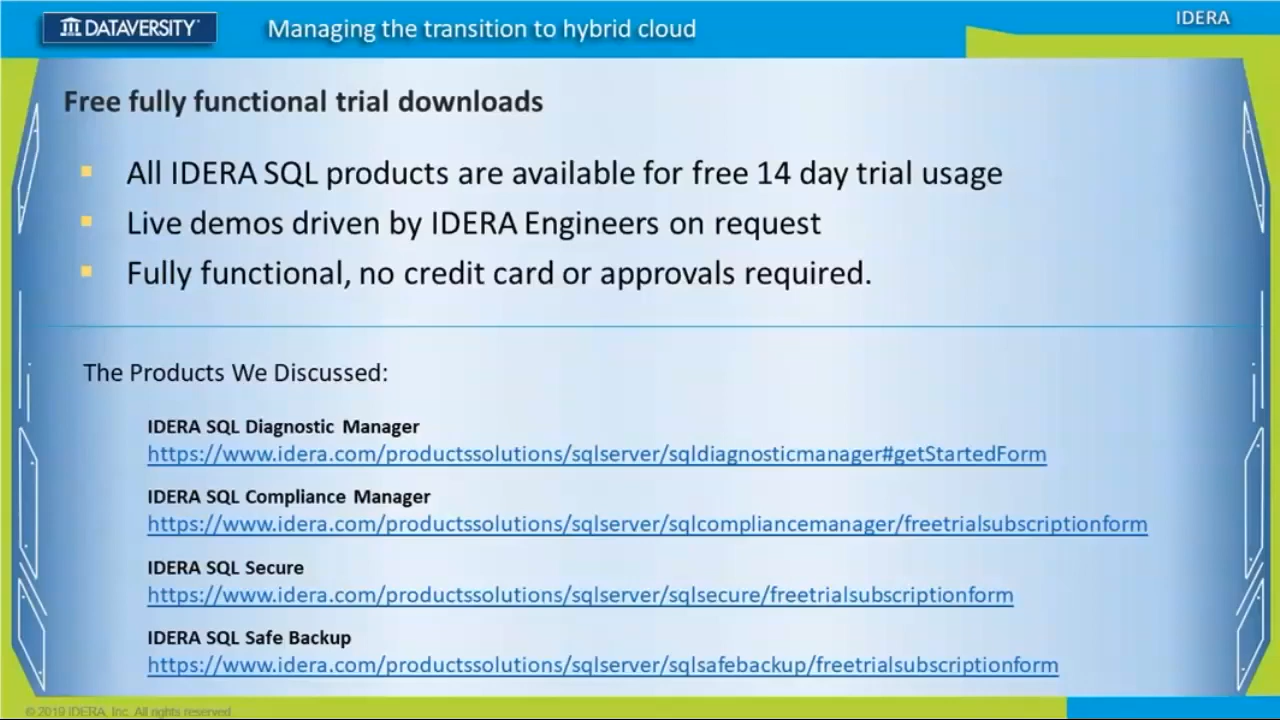 DATAVERSITY
Managing the transition to hybrid cloud
IDERA
Free fully functional trial downloads
All IDERA SQL products are available for free 14 day trial usage
Live demos driven by IDERA Engineers on request
Fully functional, no credit card or approvals required.
The Products We Discussed:
IDERA SQL Diagnostic Manager
https://www.idera.com/productssolutions/sqlserver/sqldiagnosticmanager#getStartedForm
IDERA SQL Compliance Manager
https://www.idera.com/productssolutions/sqlserver/sqlcompliancemanager/freetrialsubscriptionform
IDERA SQL Secure
https://www.idera.com/productssolutions/sqlserver/sqlsecure/freetrialsubscriptionform
IDERA SQL Safe Backup
https://www.idera.com/productssolutions/sqlserver/sqlsafebackup/freetrialsubscriptionform
© 2019 IDERA, Inc. All rights reserved